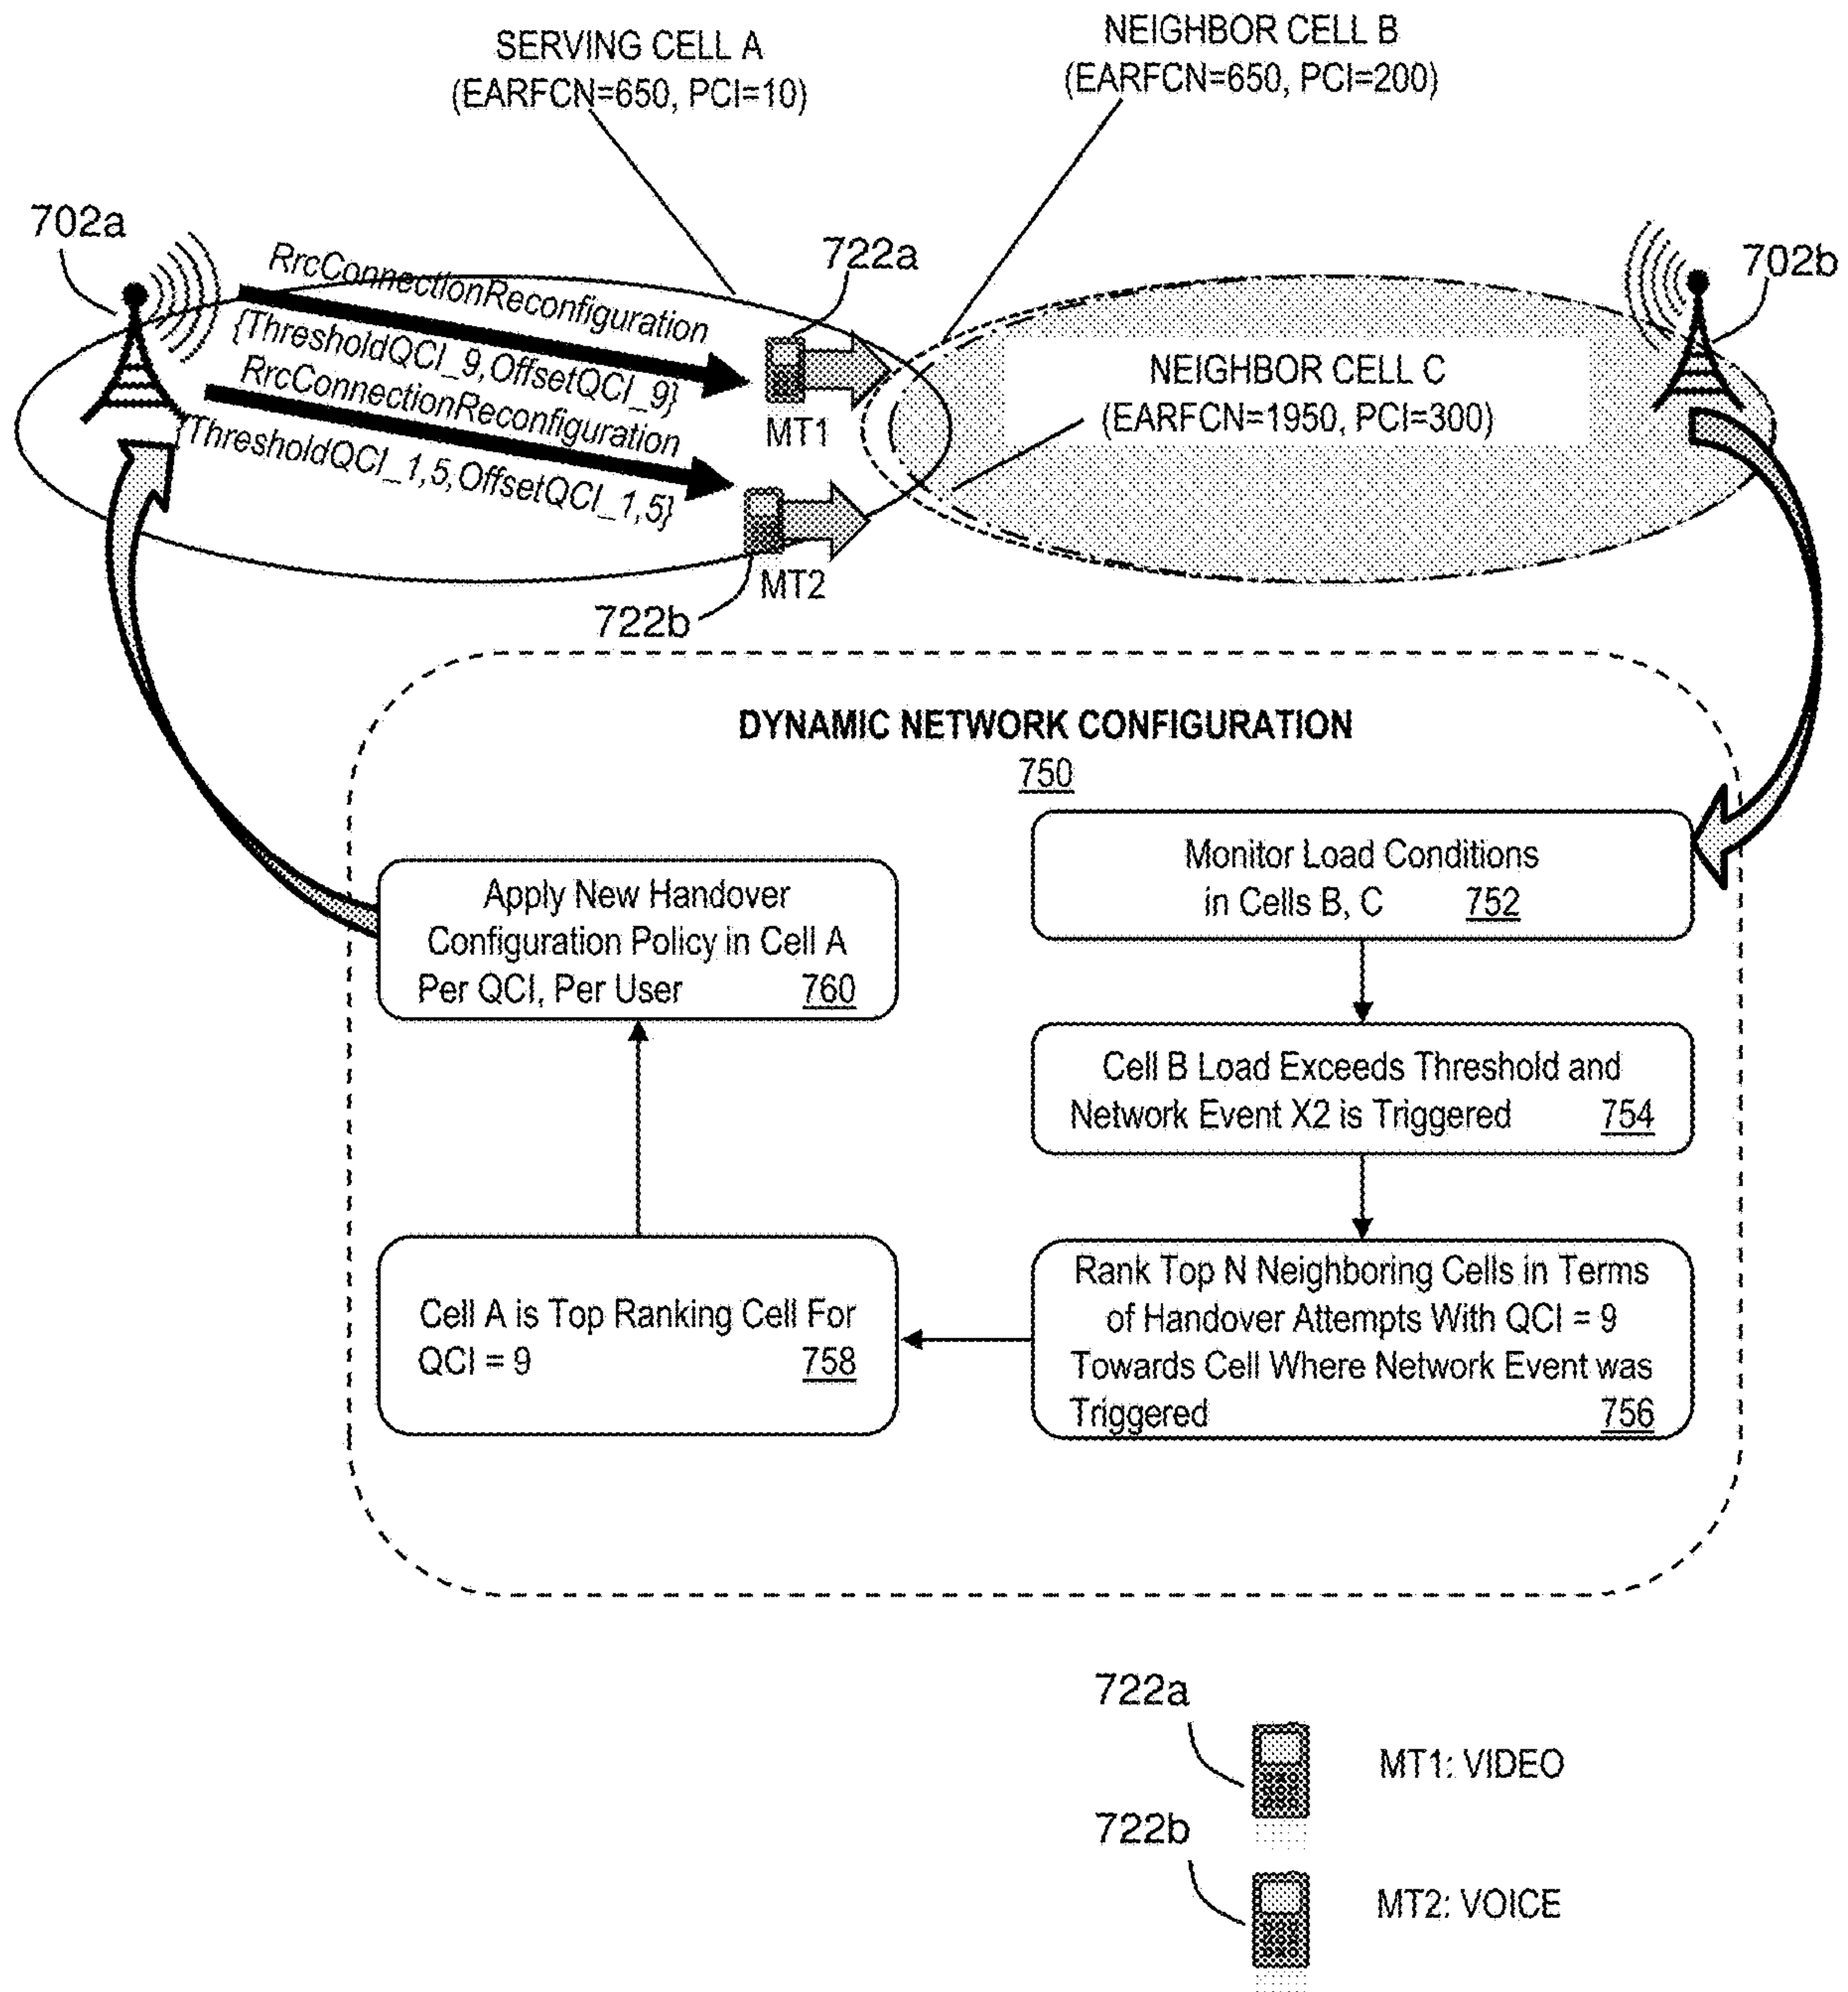 SERVING CELL A
(EARFCN=650, PCI=10)
NEIGHBOR CELL B
(EARFCN=650, PCI=200)
702a
722a
702b
RrcConnectionReconfiguration
{ThresholdQCI_9,OffsetQCI_9}
RrcConnectionReconfiguration
{ThresholdQCI_1,5,OffsetQCI_1,5}
MT1
NEIGHBOR CELL C
(EARFCN=1950, PCI=300)
MT2
722b
DYNAMIC NETWORK CONFIGURATION
750
Monitor Load Conditions
in Cells B, C 752
Cell B Load Exceeds Threshold and
Network Event X2 is Triggered 754
Rank Top N Neighboring Cells in Terms
of Handover Attempts With QCI = 9
Towards Cell Where Network Event was
Triggered 756
Cell A is Top Ranking Cell For
QCI = 9 758
Apply New Handover
Configuration Policy in Cell A
Per QCI, Per User 760
722a
MT1: VIDEO
722b
MT2: VOICE